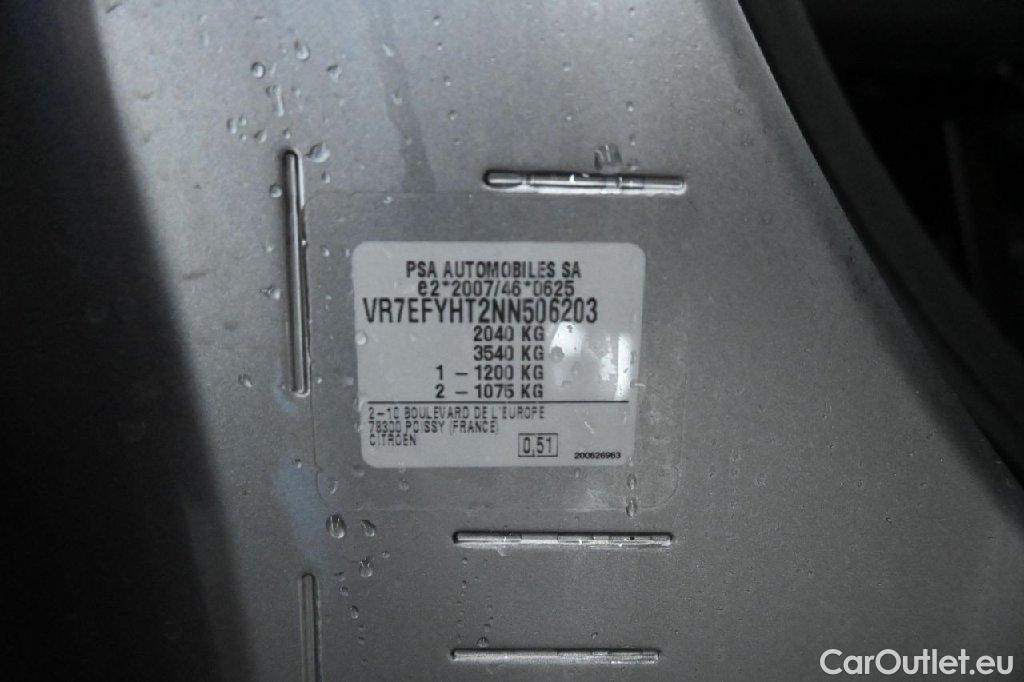 PSA AUTOMOBILES SA
e2*2007/46*0625
VR7EFYHT2NN506203
2040 KG
3540 KG
1 – 1200 KG
2 – 1075 KG
2–10 BOULEVARD DE L'EUROPE
78300 POISSY (FRANCE)
CITROEN
0,51
200626963
CarOutlet.eu